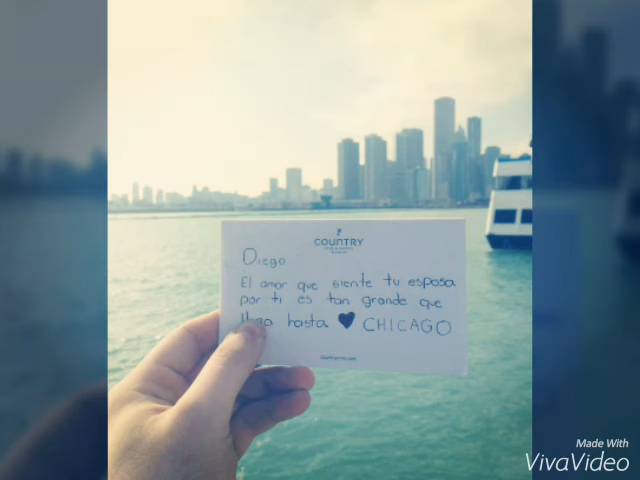 COUNTRY
Diego
El amor que siente tu esposa
por ti es tan grande que
hasta ♥ CHICAGO
Made With
VivaVideo